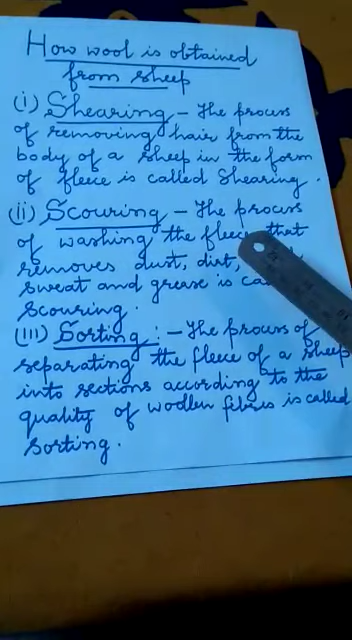 How wool is obtained
from sheep
(i) Shearing - The process
of removing hair from the
body of a sheep in the form
of fleece is called Shearing.
(ii) Scouring - The process
of washing the fleece that
removes dust, dirt,
sweat and grease is
scouring.
(iii) Sorting :- The process of
separating the fleece of a sheep
into sections according to the
quality of woollen fibres is called
sorting.